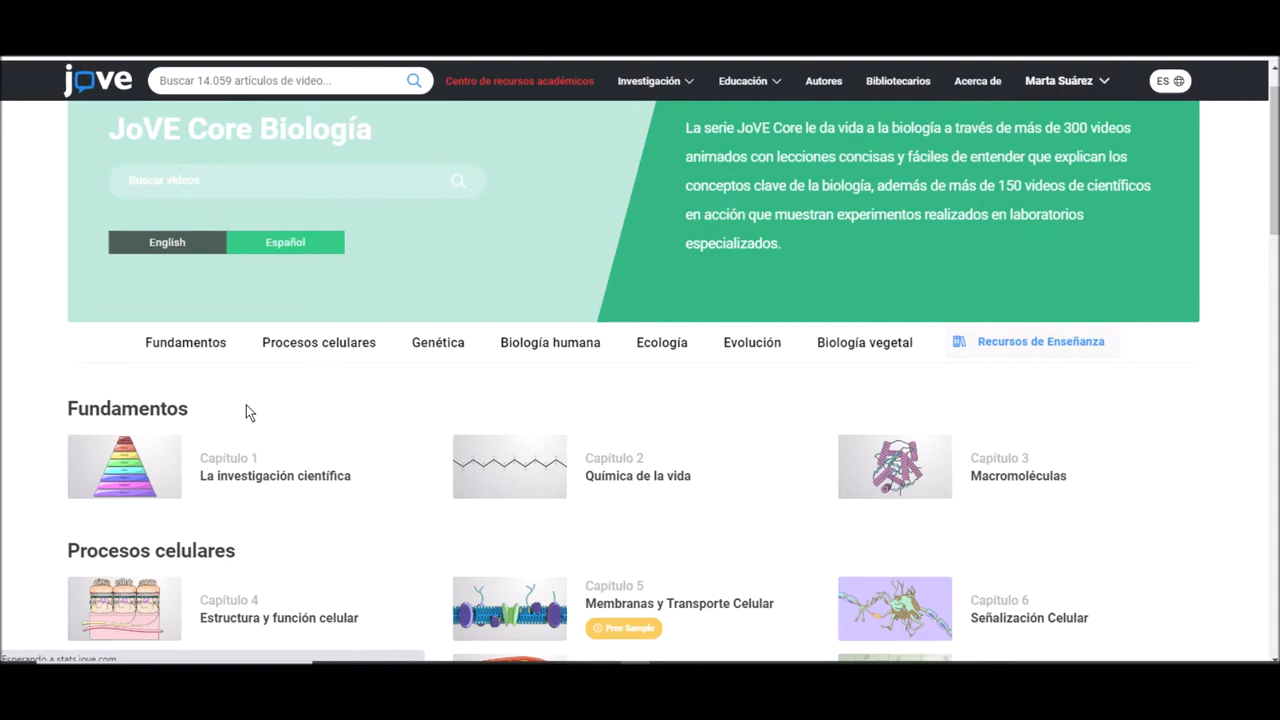 jove
Buscar 14.059 artículos de video...
Centro de recursos académicos
Investigación
Educación
Autores
Bibliotecarios
Acerca de
Marta Suárez
ES
JoVE Core Biología
Buscar videos
English
Español
La serie JoVE Core le da vida a la biología a través de más de 300 videos
animados con lecciones concisas y fáciles de entender que explican los
conceptos clave de la biología, además de más de 150 videos de científicos
en acción que muestran experimentos realizados en laboratorios
especializados.
Fundamentos
Procesos celulares
Genética
Biología humana
Ecología
Evolución
Biología vegetal
Recursos de Enseñanza
Fundamentos
Capítulo 1
La investigación científica
Capítulo 2
Química de la vida
Capítulo 3
Macromoléculas
Procesos celulares
Capítulo 4
Estructura y función celular
Capítulo 5
Membranas y Transporte Celular
Free Sample
Capítulo 6
Señalización Celular
Esperando a stats.jove.com